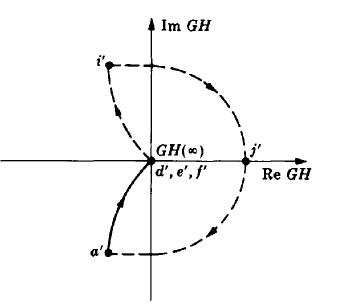 Im GH
i'
GH(∞)
j'
d', e', f'
Re GH
a'